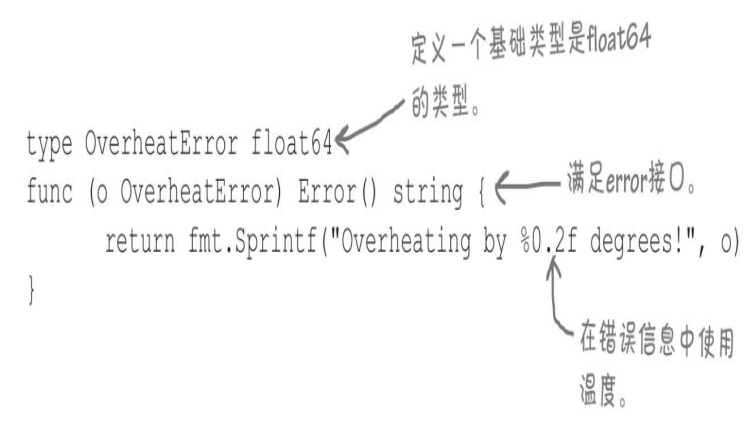 定义一个基础类型是float64
的类型。
type OverheatError float64
func (o OverheatError) Error() string {
满足error接口。
return fmt.Sprintf("Overheating by %0.2f degrees!", o)
}
在错误信息中使用
温度。